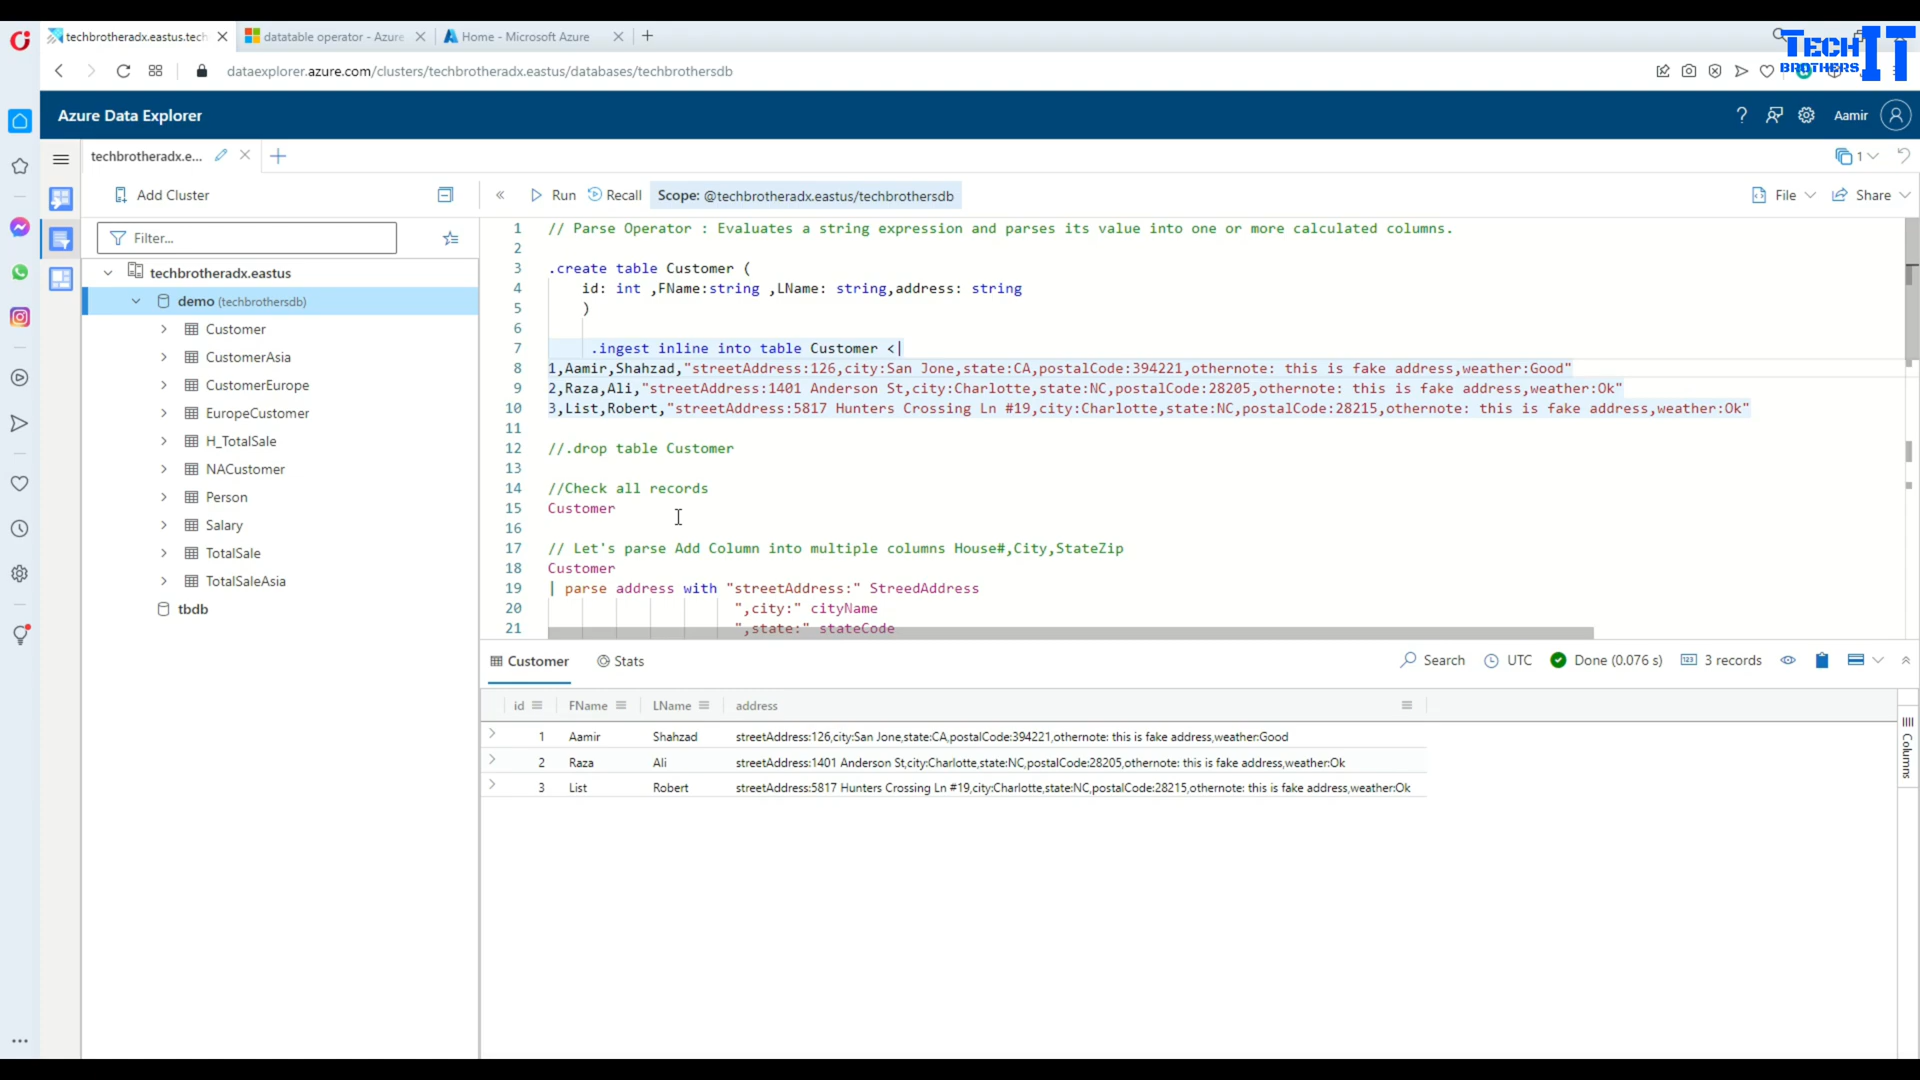 techbrotheradx.eastus.tech
datatable operator - Azure
Home - Microsoft Azure
TECH IT
BROTHERS
dataexplorer.azure.com/clusters/techbrotheradx.eastus/databases/techbrothersdb
Azure Data Explorer
Aamir
techbrotheradx.e...
1
Add Cluster
Run
Recall
Scope: @techbrotheradx.eastus/techbrothersdb
File
Share
Filter...
techbrotheradx.eastus
demo (techbrothersdb)
Customer
CustomerAsia
CustomerEurope
EuropeCustomer
H_TotalSale
NACustomer
Person
Salary
TotalSale
TotalSaleAsia
tbdb
1 // Parse Operator : Evaluates a string expression and parses its value into one or more calculated columns.
2
3 .create table Customer (
4 id: int ,FName:string ,LName: string,address: string
5 )
6
7 .ingest inline into table Customer <|
8 1,Aamir,Shahzad,"streetAddress:126,city:San Jone,state:CA,postalCode:394221,othernote: this is fake address,weather:Good"
9 2,Raza,Ali,"streetAddress:1401 Anderson St,city:Charlotte,state:NC,postalCode:28205,othernote: this is fake address,weather:Ok"
10 3,List,Robert,"streetAddress:5817 Hunters Crossing Ln #19,city:Charlotte,state:NC,postalCode:28215,othernote: this is fake address,weather:Ok"
11
12 //.drop table Customer
13
14 //Check all records
15 Customer
16
17 // Let's parse Add Column into multiple columns House#,City,StateZip
18 Customer
19 | parse address with "streetAddress:" StreedAddress
20 ",city:" cityName
21 ",state:" stateCode
Customer
Stats
Search
UTC
Done (0.076 s)
3 records
id FName LName address
1 Aamir Shahzad streetAddress:126,city:San Jone,state:CA,postalCode:394221,othernote: this is fake address,weather:Good
2 Raza Ali streetAddress:1401 Anderson St,city:Charlotte,state:NC,postalCode:28205,othernote: this is fake address,weather:Ok
3 List Robert streetAddress:5817 Hunters Crossing Ln #19,city:Charlotte,state:NC,postalCode:28215,othernote: this is fake address,weather:Ok
Columns